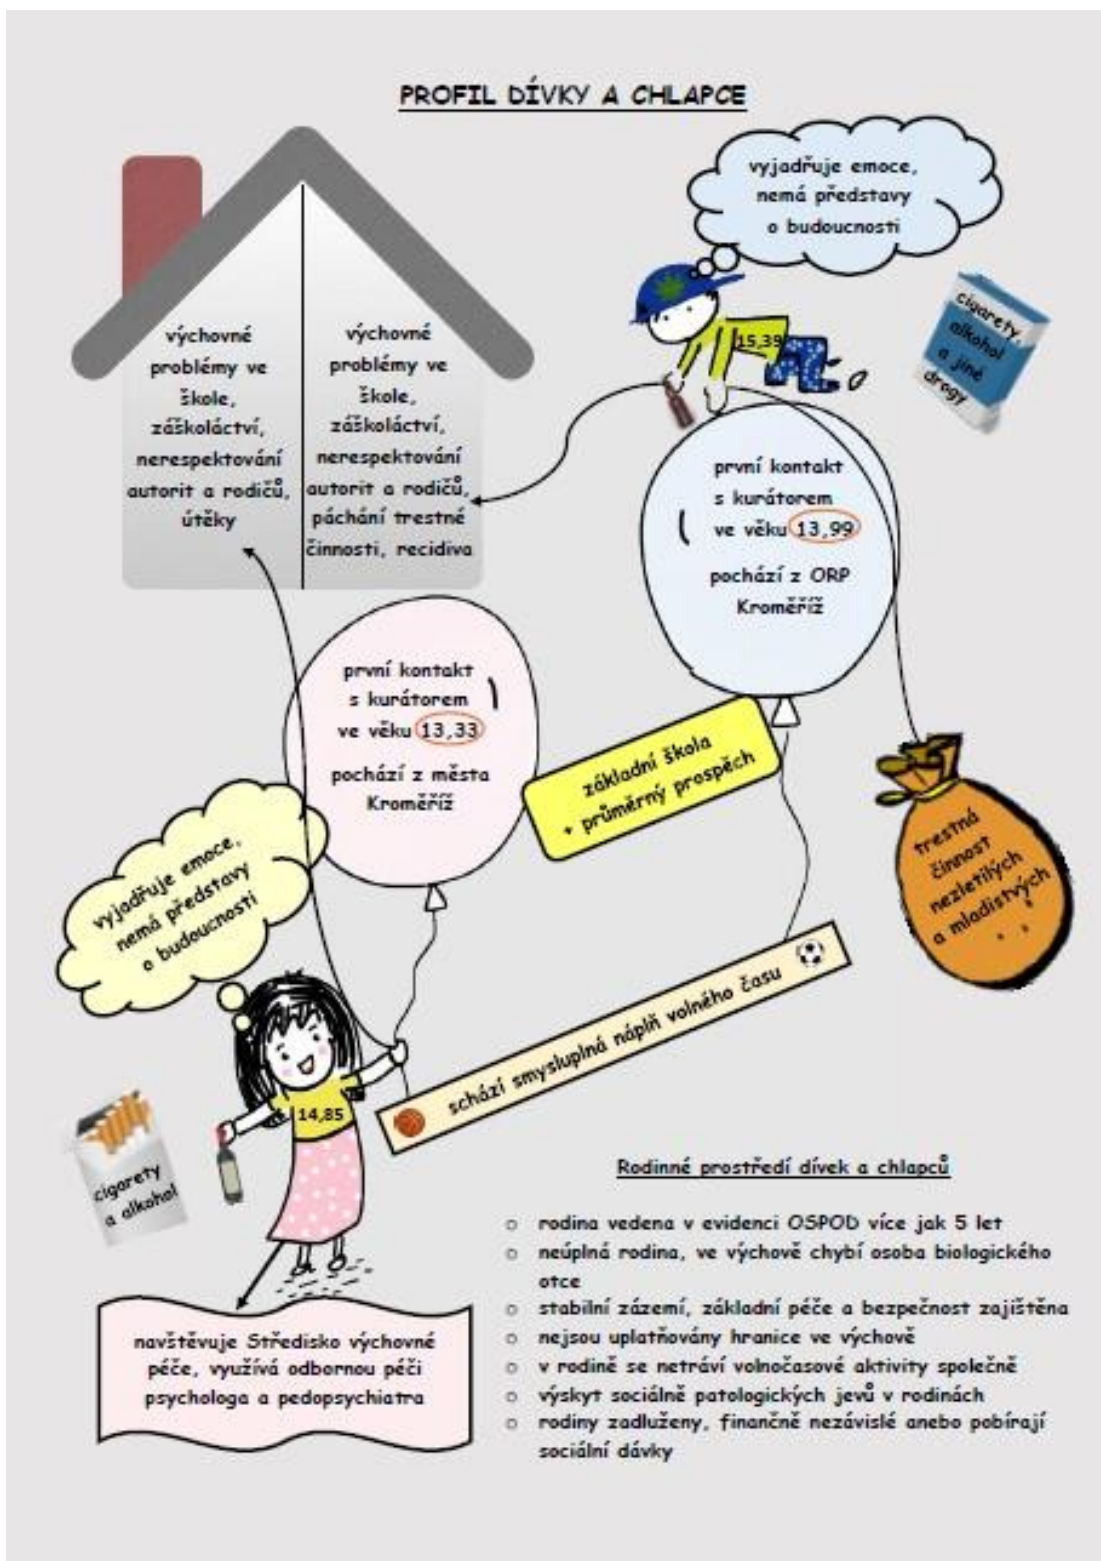 PROFIL DÍVKY A CHLAPCE
vyjadřuje emoce,
nemá představy
o budoucnosti
cigarety,
alkohol
a jiné
drogy
15,39
výchovné
problémy ve
škole,
záškoláctví,
nerespektování
autorit a rodičů,
útěky
výchovné
problémy ve
škole,
záškoláctví,
nerespektování
autorit a rodičů,
páchání trestné
činnosti, recidiva
první kontakt
s kurátorem
ve věku 13,99
pochází z ORP
Kroměříž
první kontakt
s kurátorem
ve věku 13,33
pochází z města
Kroměříž
základní škola
+ průměrný prospěch
trestná
činnost
nezletilých
a mladistvých
vyjadřuje emoce,
nemá představy
o budoucnosti
schází smysluplná náplň volného času
14,85
cigarety
a alkohol
navštěvuje Středisko výchovné
péče, využívá odbornou péči
psychologa a pedopsychiatra
Rodinné prostředí dívek a chlapců
o rodina vedena v evidenci OSPOD více jak 5 let
o neúplná rodina, ve výchově chybí osoba biologického
otce
o stabilní zázemí, základní péče a bezpečnost zajištěna
o nejsou uplatňovány hranice ve výchově
o v rodině se netráví volnočasové aktivity společně
o výskyt sociálně patologických jevů v rodinách
o rodiny zadluženy, finančně nezávislé anebo pobírají
sociální dávky